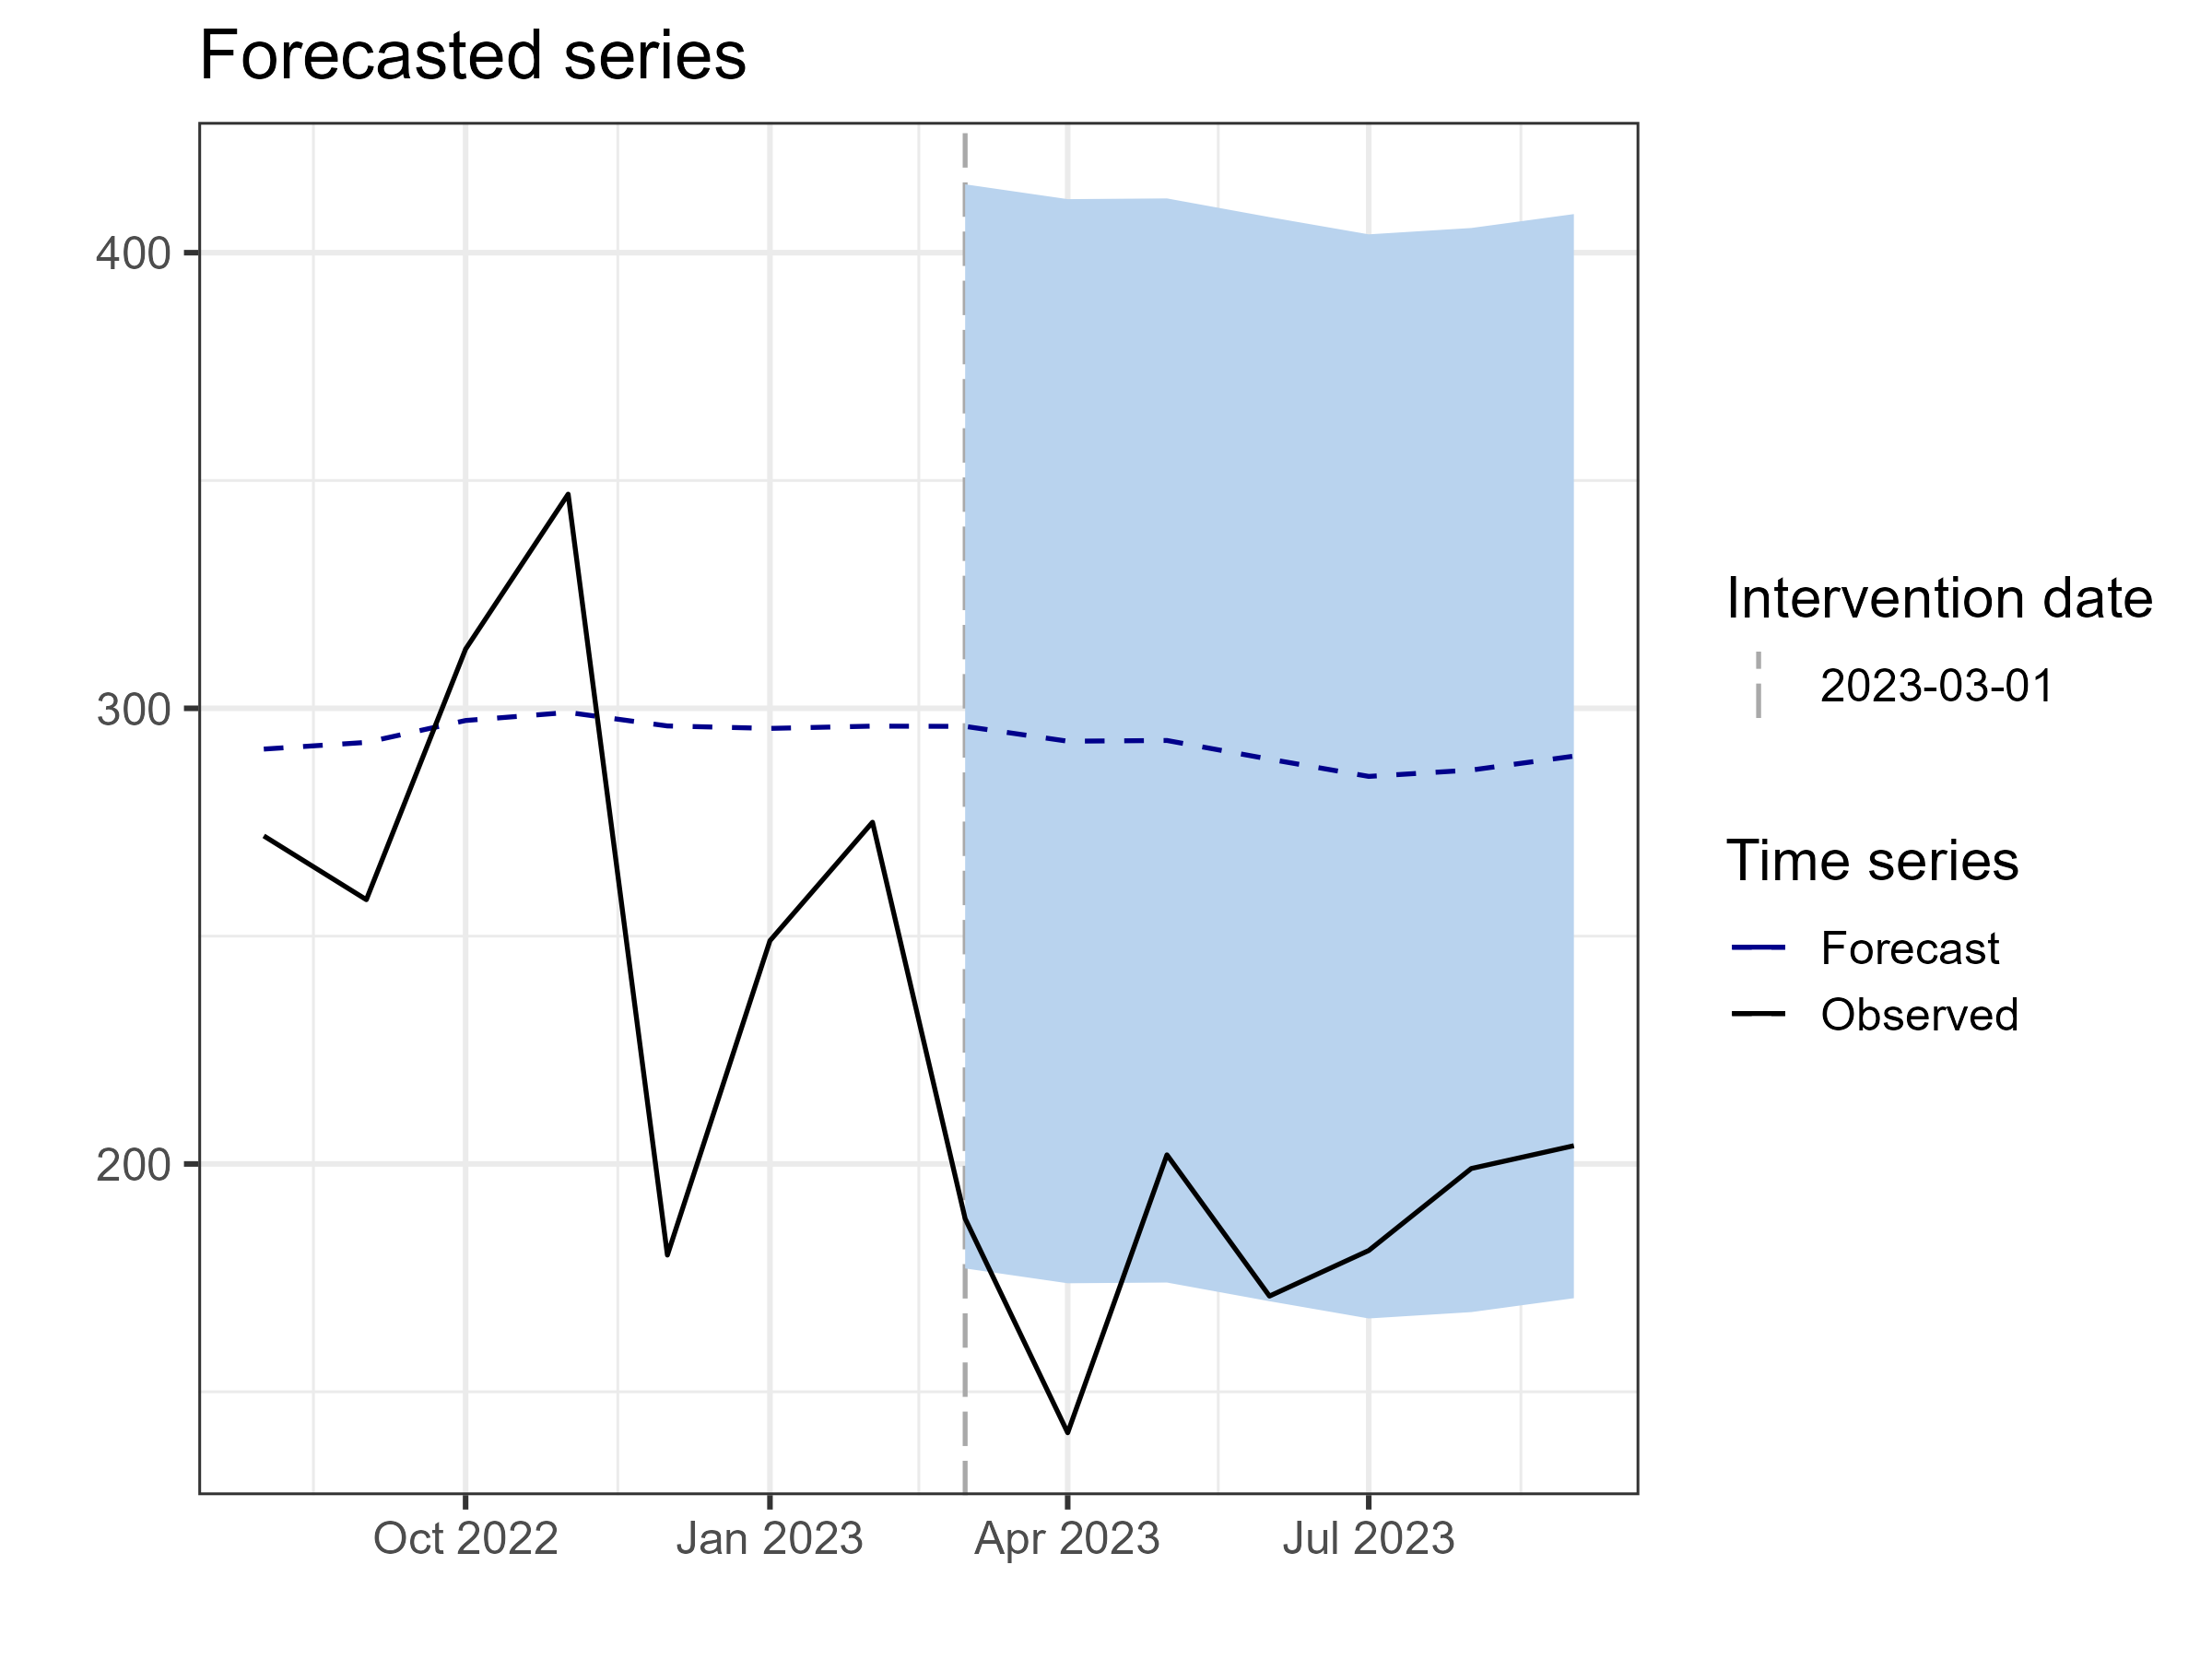 Forecasted series
400
300
200
Oct 2022
Jan 2023
Apr 2023
Jul 2023
Intervention date
2023-03-01
Time series
Forecast
Observed